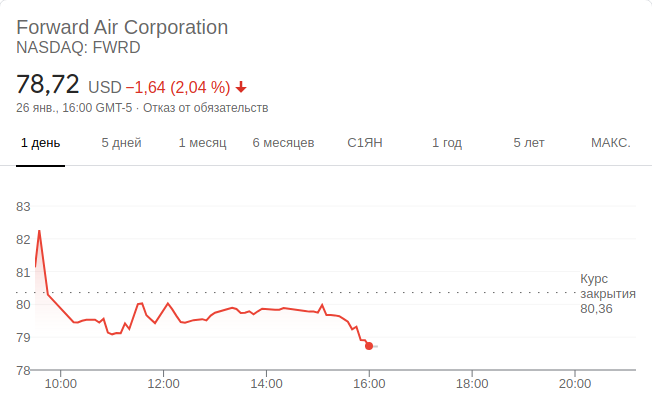 Forward Air Corporation
NASDAQ: FWRD
78,72 USD −1,64 (2,04 %)
26 янв., 16:00 GMT-5 · Отказ от обязательств
1 день 5 дней 1 месяц 6 месяцев С1ЯН 1 год 5 лет МАКС.
83
82
81
80
79
78
Курс
закрытия
80,36
10:00 12:00 14:00 16:00 18:00 20:00